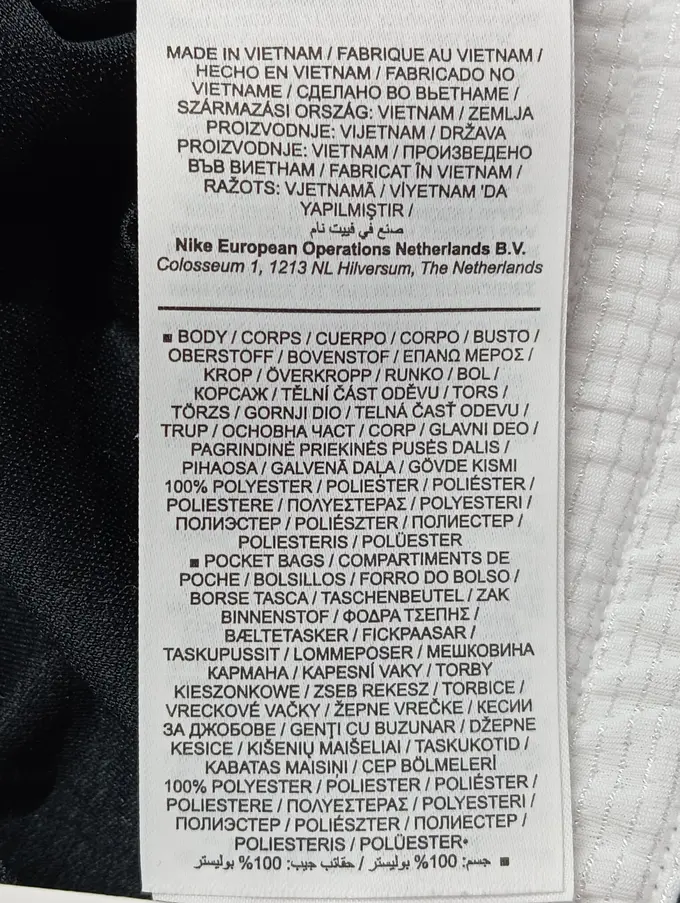 MADE IN VIETNAM / FABRIQUE AU VIETNAM /
HECHO EN VIETNAM / FABRICADO NO
VIETNAME / СДЕЛАНО ВО ВЬЕТНАМЕ /
SZÁRMAZÁSI ORSZÁG: VIETNAM / ZEMLJA
PROIZVODNJE: VIJETNAM / DRŽAVA
PROIZVODNJE: VIETNAM / ПРОИЗВЕДЕНО
ВЪВ ВИЕТНАМ / FABRICAT ÎN VIETNAM /
RAŽOTS: VJETNAMĀ / VİYETNAM 'DA
YAPILMIŞTIR /
صنع في فييت نام
Nike European Operations Netherlands B.V.
Colosseum 1, 1213 NL Hilversum, The Netherlands
■ BODY / CORPS / CUERPO / CORPO / BUSTO /
OBERSTOFF / BOVENSTOF / ΕΠΑΝΩ ΜΕΡΟΣ /
KROP / ÖVERKROPP / RUNKO / BOL /
КОРСАЖ / TĚLNÍ ČÁST ODĚVU / TORS /
TÖRZS / GORNJI DIO / TELNÁ ČASŤ ODEVU /
TRUP / ОСНОВНА ЧАСТ / CORP / GLAVNI DEO /
PAGRINDINĖ PRIEKINĖS PUSĖS DALIS /
PIHAOSA / GALVENĀ DAĻA / GÖVDE KISMI
100% POLYESTER / POLIESTER / POLIÉSTER /
POLIESTERE / ΠΟΛΥΕΣΤΕΡΑΣ / POLYESTERI /
ПОЛИЭСТЕР / POLIÉSZTER / ПОЛИЕСТЕР /
POLIESTERIS / POLÜESTER
■ POCKET BAGS / COMPARTIMENTS DE
POCHE / BOLSILLOS / FORRO DO BOLSO /
BORSE TASCA / TASCHENBEUTEL / ZAK
BINNENSTOF / ΦΟΔΡΑ ΤΣΕΠΗΣ /
BÆLTETASKER / FICKPAASAR /
TASKUPUSSIT / LOMMEPOSER / МЕШКОВИНА
КАРМАНА / KAPESNÍ VAKY / TORBY
KIESZONKOWE / ZSEB REKESZ / TORBICE /
VRECKOVÉ VAČKY / ŽEPNE VREČKE / КЕСИИ
ЗА ДЖОБОВЕ / GENŢI CU BUZUNAR / DŽEPNE
KESICE / KIŠENIŲ MAIŠELIAI / TASKUKOTID /
KABATAS MAISIŅI / CEP BÖLMELERİ
100% POLYESTER / POLIESTER / POLIÉSTER /
POLIESTERE / ΠΟΛΥΕΣΤΕΡΑΣ / POLYESTERI /
ПОЛИЭСТЕР / POLIÉSZTER / ПОЛИЕСТЕР /
POLIESTERIS / POLÜESTER•
■ جسم: 100% بوليستر / حقائب جيب: 100% بوليستر